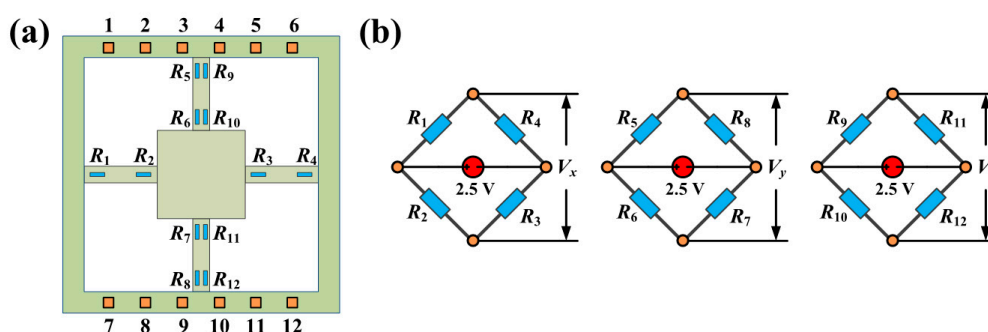 (a)
1 2 3 4 5 6
R5 R9
R6 R10
R1 R2 R3 R4
R7 R11
R8 R12
7 8 9 10 11 12
(b)
R1 R4
2.5 V
Vx
R2 R3
R5 R8
2.5 V
Vy
R6 R7
R9 R11
2.5 V
R10 R12